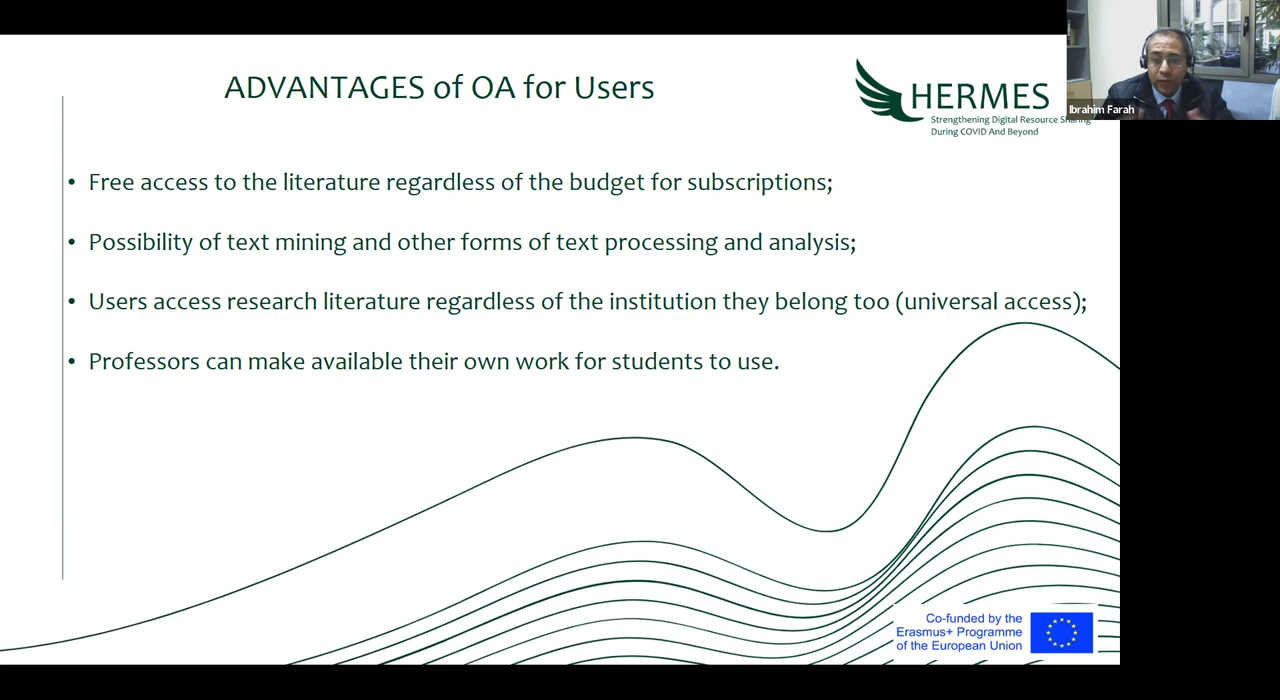 ADVANTAGES of OA for Users
HERMES
Strengthening Digital Resource Sharing
During COVID And Beyond
Ibrahim Farah
• Free access to the literature regardless of the budget for subscriptions;
• Possibility of text mining and other forms of text processing and analysis;
• Users access research literature regardless of the institution they belong too (universal access);
• Professors can make available their own work for students to use.
Co-funded by the
Erasmus+ Programme
of the European Union